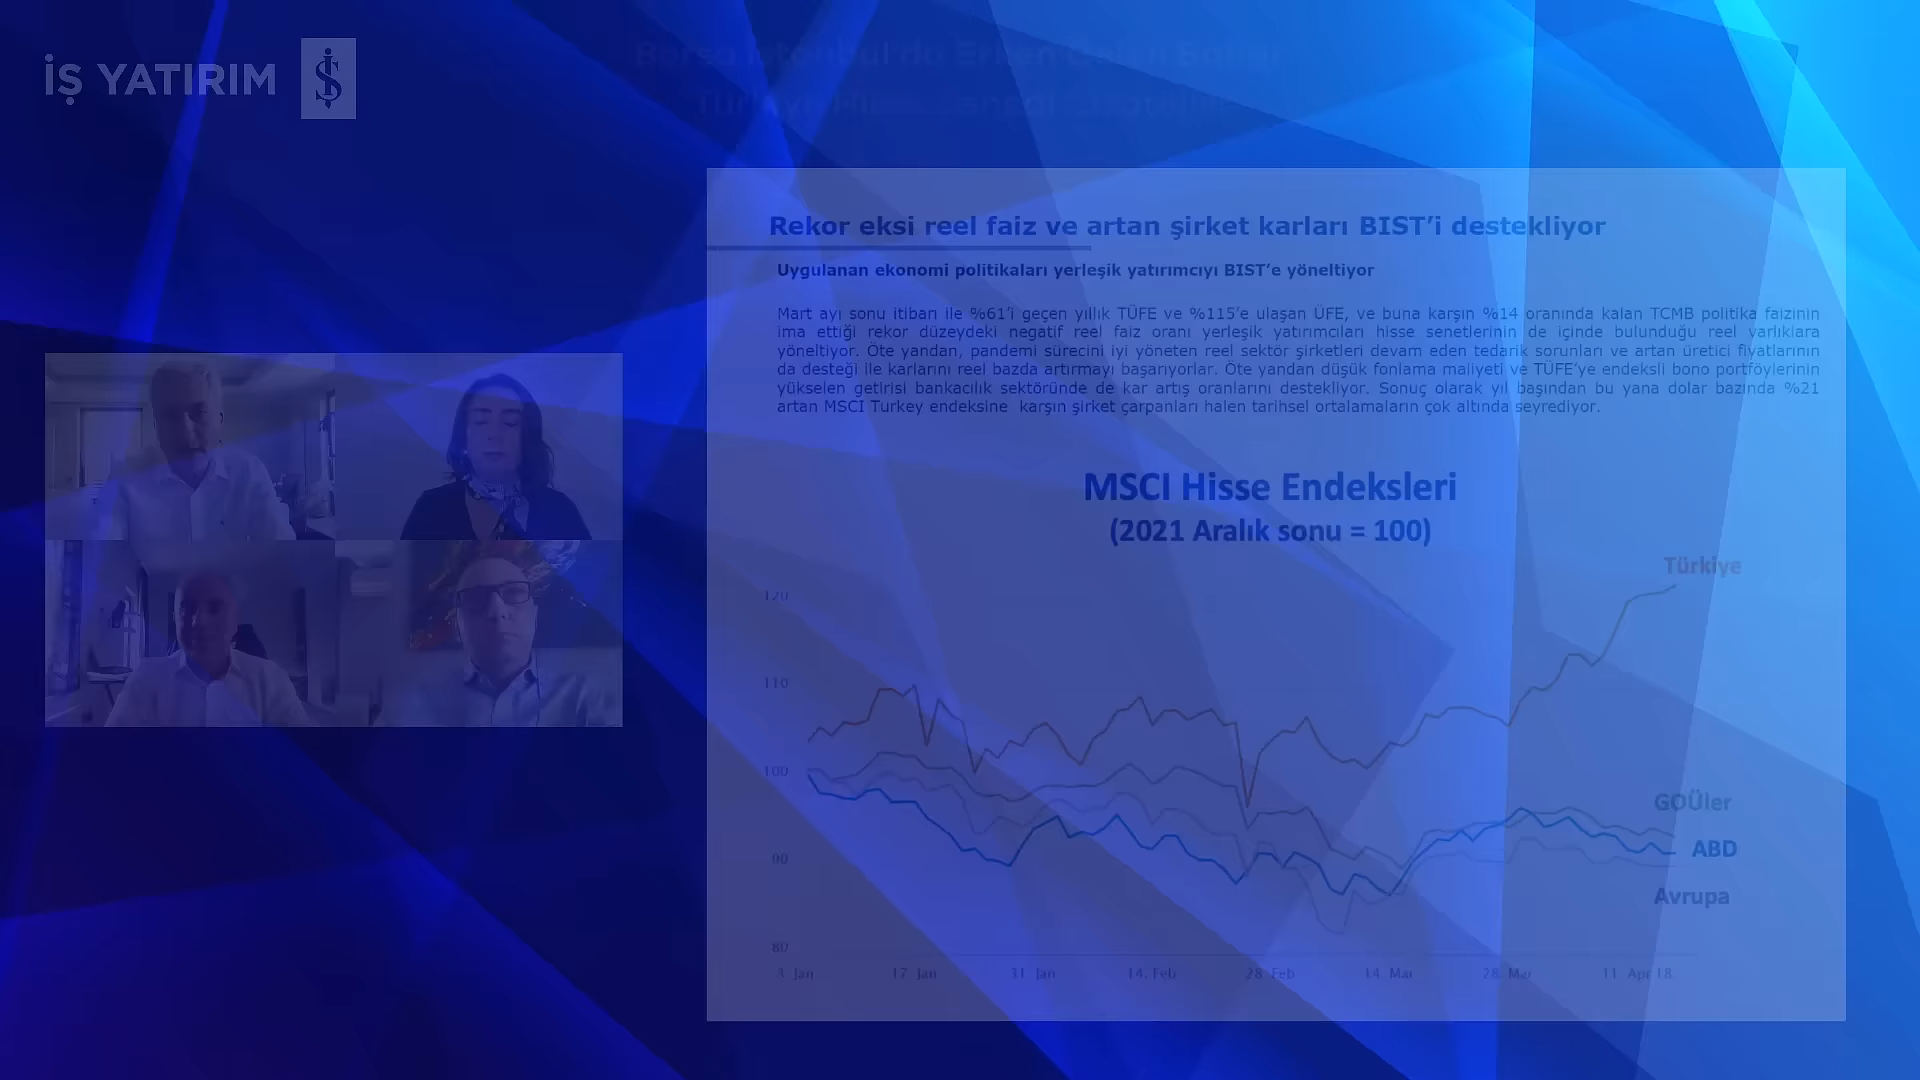 İŞ YATIRIM
Borsa İstanbul'da Erken Gelen Bahar
Rekor eksi reel faiz ve artan şirket karları BIST’i destekliyor
Uygulanan ekonomi politikaları yerleşik yatırımcıyı BIST’e yöneltiyor
Mart ayı sonu itibarı ile %61’i geçen yıllık TÜFE ve %115’e ulaşan ÜFE, ve buna karşın %14 oranında kalan TCMB politika faizinin
ima ettiği rekor düzeydeki negatif reel faiz oranı yerleşik yatırımcıları hisse senetlerinin de içinde bulunduğu reel varlıklara
yöneltiyor. Öte yandan, pandemi sürecini iyi yöneten reel sektör şirketleri devam eden tedarik sorunları ve artan üretici fiyatlarının
da desteği ile karlarını reel bazda artırmayı başarıyorlar. Öte yandan düşük fonlama maliyeti ve TÜFE’ye endeksli bono portföylerinin
yükselen getirisi bankacılık sektöründe de kar artış oranlarını destekliyor. Sonuç olarak yıl başından bu yana dolar bazında %21
artan MSCI Turkey endeksine karşın şirket çarpanları halen tarihsel ortalamaların çok altında seyrediyor.
MSCI Hisse Endeksleri
(2021 Aralık sonu = 100)
Türkiye
120
110
100
GOÜler
ABD
90
Avrupa
80
3. Jan 17. Jan 31. Jan 14. Feb 28. Feb 14. Mar 28. Mar 11. Apr 18.